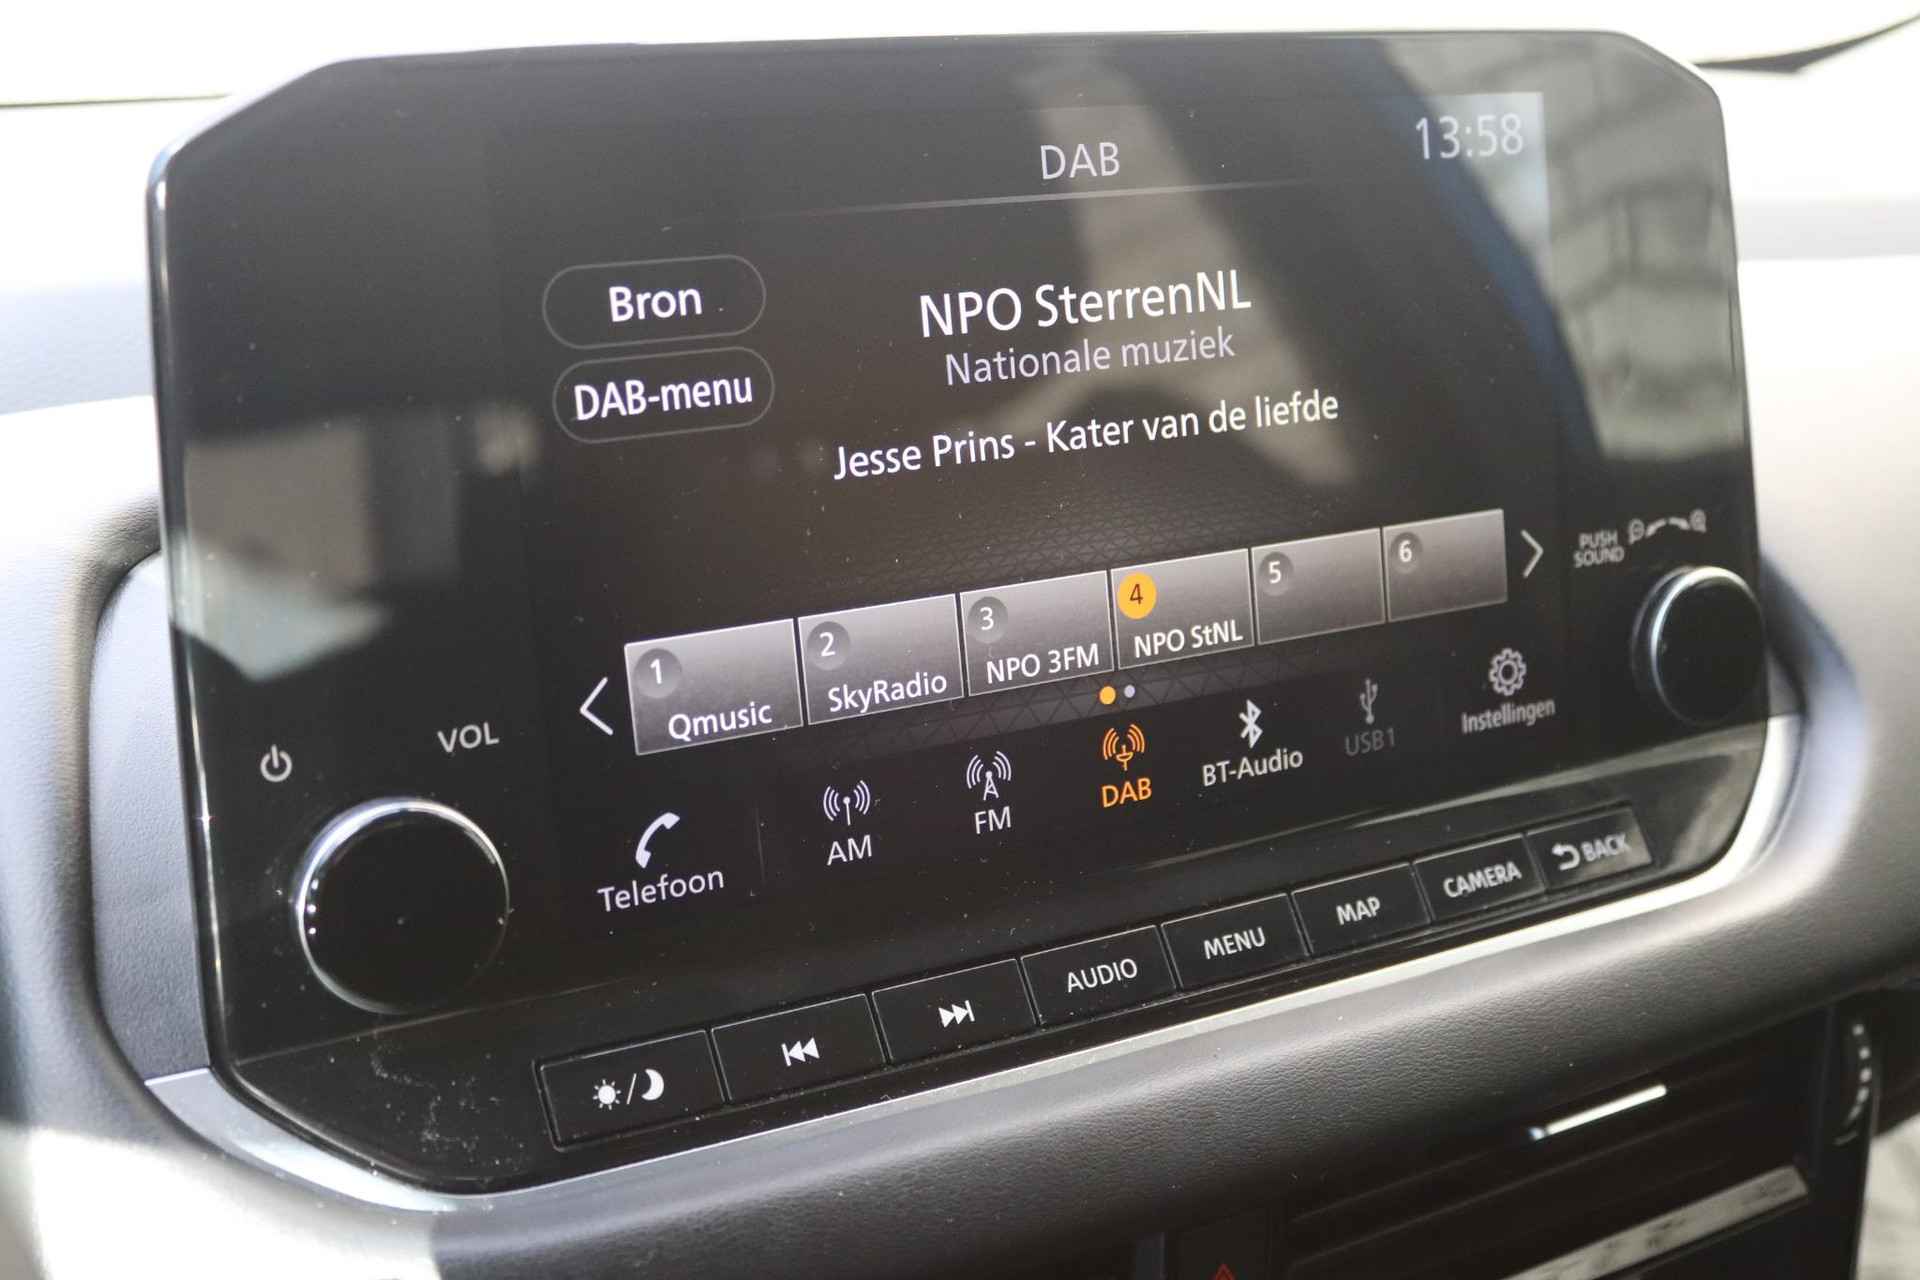 DAB
13:58
Bron
NPO SterrenNL
Nationale muziek
DAB-menu
Jesse Prins - Kater van de liefde
PUSH
SOUND
1
2
3
4
5
6
Qmusic
SkyRadio
NPO 3FM
NPO StNL
VOL
Telefoon
AM
FM
DAB
BT-Audio
USB1
Instellingen
AUDIO
MENU
MAP
CAMERA
BACK